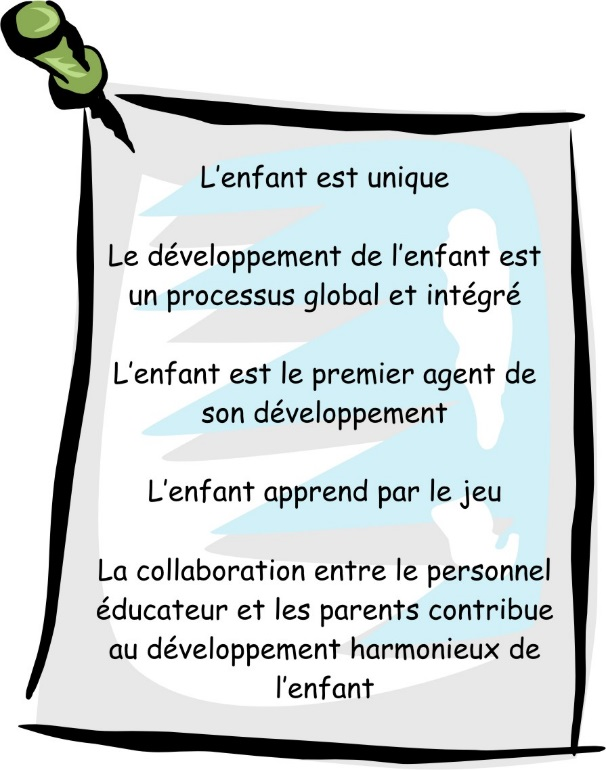 L'enfant est unique
Le développement de l'enfant est
un processus global et intégré
L'enfant est le premier agent de
son développement
L'enfant apprend par le jeu
La collaboration entre le personnel
éducateur et les parents contribue
au développement harmonieux de
l'enfant